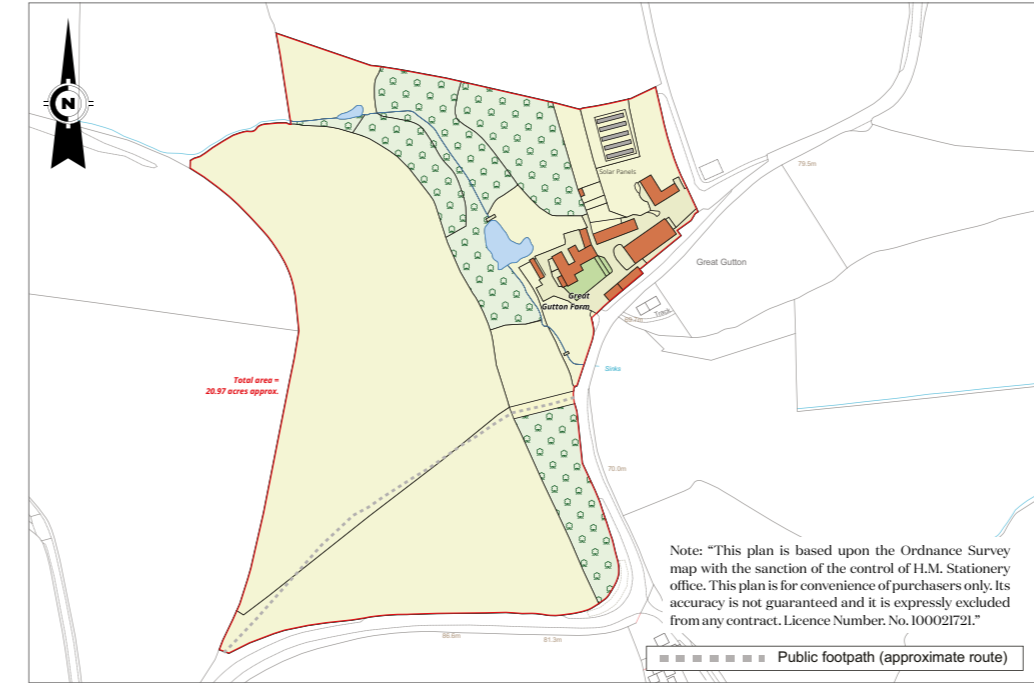 N
79.5m
Solar Panels
Great Gutton
Great
Gutton Farm
Track
Sinks
Total area =
20.97 acres approx.
70.0m
Note: “This plan is based upon the Ordnance Survey
map with the sanction of the control of H.M. Stationery
office. This plan is for convenience of purchasers only. Its
accuracy is not guaranteed and it is expressly excluded
from any contract. Licence Number. No. 100021721.”
86.6m
81.3m
Public footpath (approximate route)